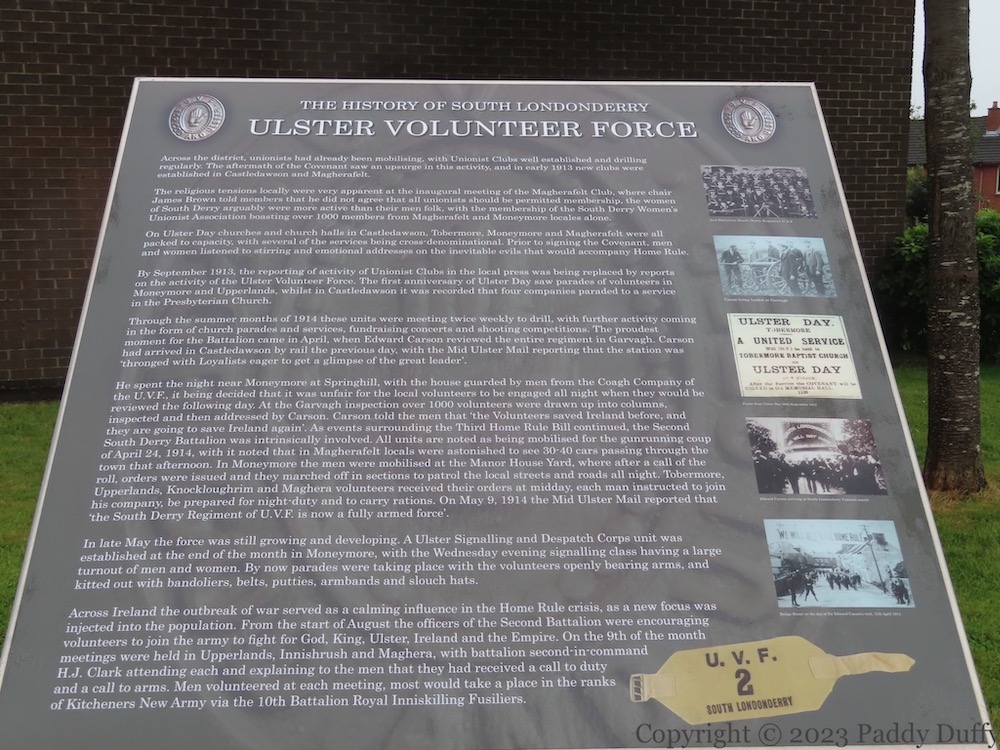 THE HISTORY OF SOUTH LONDONDERRY
ULSTER VOLUNTEER FORCE
Across the district, unionists had already been mobilising, with Unionist Clubs well established and drilling
regularly. The aftermath of the Covenant saw an upsurge in this activity, and in early 1913 new clubs were
established in Castledawson and Magherafelt.
The religious tensions locally were very apparent at the inaugural meeting of the Magherafelt Club, where chair
James Brown told members that he did not agree that all unionists should be permitted membership, the women
of South Derry arguably were more active than their men folk, with the membership of the South Derry Women's
Unionist Association boasting over 1000 members from Magherafelt and Moneymore locales alone.
On Ulster Day churches and church halls in Castledawson, Tobermore, Moneymore and Magherafelt were all
packed to capacity, with several of the services being cross-denominational. Prior to signing the Covenant, men
and women listened to stirring and emotional addresses on the inevitable evils that would accompany Home Rule.
By September 1913, the reporting of activity of Unionist Clubs in the local press was being replaced by reports
on the activity of the Ulster Volunteer Force. The first anniversary of Ulster Day saw parades of volunteers in
Moneymore and Upperlands, whilst in Castledawson it was recorded that four companies paraded to a service
in the Presbyterian Church.
Through the summer months of 1914 these units were meeting twice weekly to drill, with further activity coming
in the form of church parades and services, fundraising concerts and shooting competitions. The proudest
moment for the Battalion came in April, when Edward Carson reviewed the entire regiment in Garvagh. Carson
had arrived in Castledawson by rail the previous day, with the Mid Ulster Mail reporting that the station was
'thronged with Loyalists eager to get a glimpse of the great leader'.
He spent the night near Moneymore at Springhill, with the house guarded by men from the Coagh Company of
the U.V.F., it being decided that it was unfair for the local volunteers to be engaged all night when they would be
reviewed the following day. At the Garvagh inspection over 1000 volunteers were drawn up into columns,
inspected and then addressed by Carson. Carson told the men that 'the Volunteers saved Ireland before, and
they are going to save Ireland again'. As events surrounding the Third Home Rule Bill continued, the Second
South Derry Battalion was intrinsically involved. All units are noted as being mobilised for the gunrunning coup
of April 24, 1914, with it noted that in Magherafelt locals were astonished to see 30-40 cars passing through the
town that afternoon. In Moneymore the men were mobilised at the Manor House Yard, where after a call of the
roll, orders were issued and they marched off in sections to patrol the local streets and roads all night. Tobermore,
Upperlands, Knockloughrim and Maghera volunteers received their orders at midday, each man instructed to join
his company, be prepared for night-duty and to carry rations. On May 9, 1914 the Mid Ulster Mail reported that
'the South Derry Regiment of U.V.F. is now a fully armed force'.
In late May the force was still growing and developing. A Ulster Signalling and Despatch Corps unit was
established at the end of the month in Moneymore, with the Wednesday evening signalling class having a large
turnout of men and women. By now parades were taking place with the volunteers openly bearing arms, and
kitted out with bandoliers, belts, putties, armbands and slouch hats.
Across Ireland the outbreak of war served as a calming influence in the Home Rule crisis, as a new focus was
injected into the population. From the start of August the officers of the Second Battalion were encouraging
volunteers to join the army to fight for God, King, Ulster, Ireland and the Empire. On the 9th of the month
meetings were held in Upperlands, Innishrush and Maghera, with battalion second-in-command
H.J. Clark attending each and explaining to the men that they had received a call to duty
and a call to arms. Men volunteered at each meeting, most would take a place in the ranks
of Kitcheners New Army via the 10th Battalion Royal Inniskilling Fusiliers.
ULSTER DAY.
TOBERMORE
A UNITED SERVICE
TOBERMORE BAPTIST CHURCH
ULSTER DAY
After the Service the COVENANT will be
U. V. F.
2
SOUTH LONDONDERRY
Copyright © 2023 Paddy Duffy